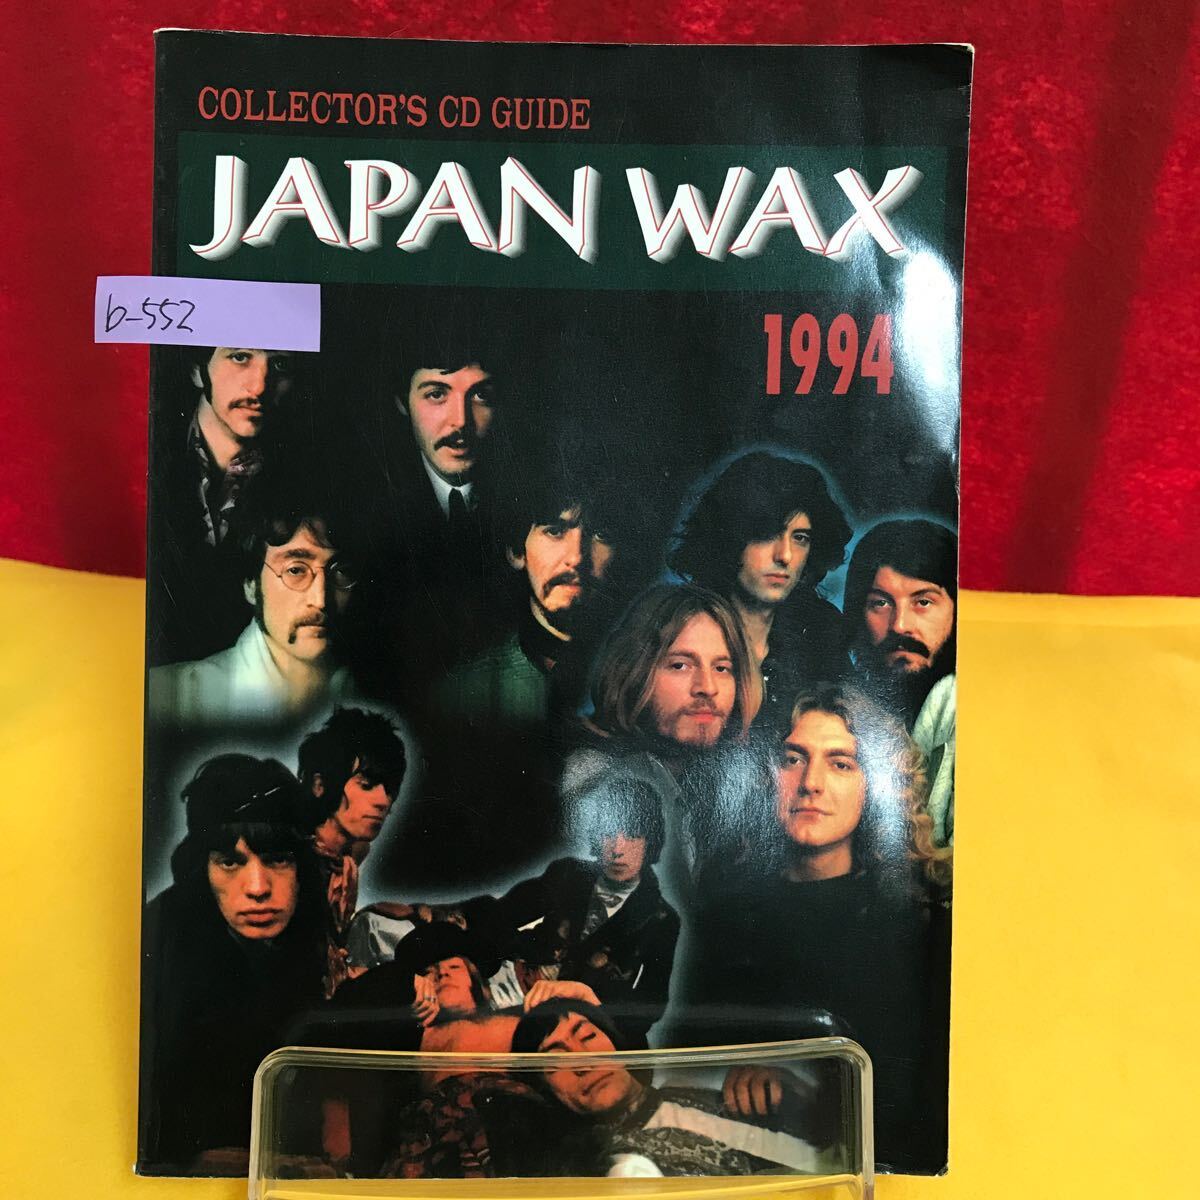 COLLECTOR'S CD GUIDE
JAPAN WAX
b-552
1994